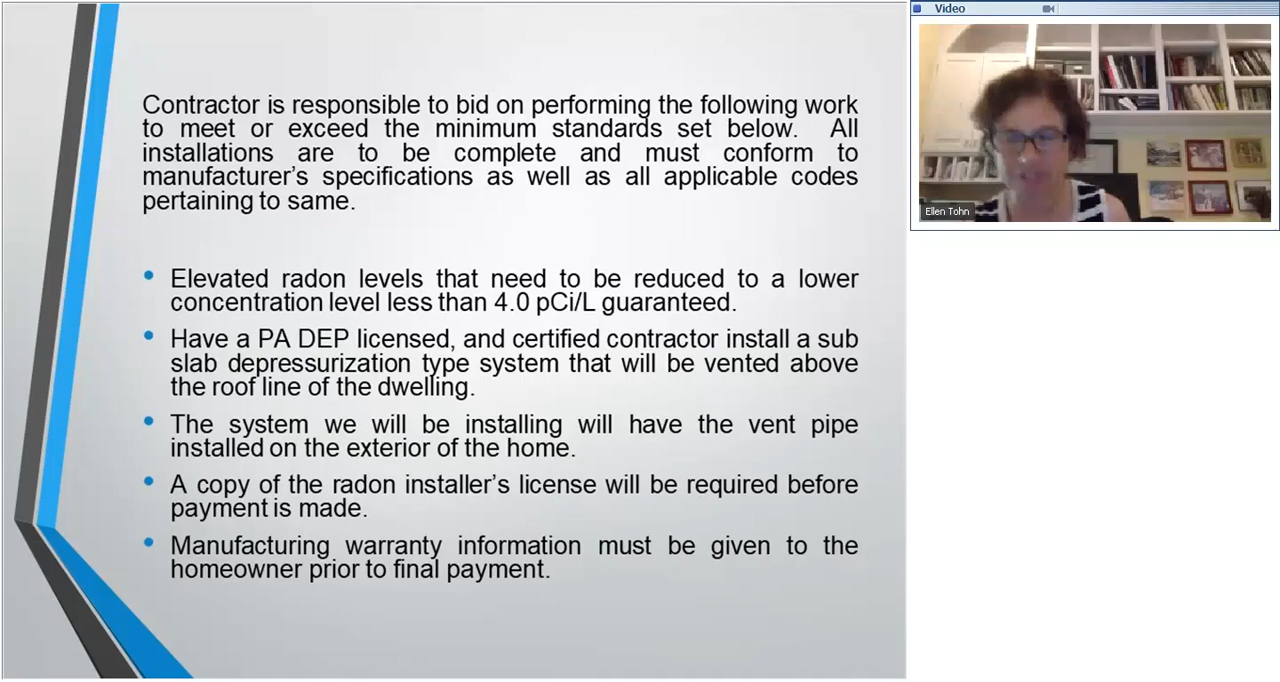 Video
Contractor is responsible to bid on performing the following work
to meet or exceed the minimum standards set below. All
installations are to be complete and must conform to
manufacturer's specifications as well as all applicable codes
pertaining to same.
• Elevated radon levels that need to be reduced to a lower
concentration level less than 4.0 pCi/L guaranteed.
• Have a PA DEP licensed, and certified contractor install a sub
slab depressurization type system that will be vented above
the roof line of the dwelling.
• The system we will be installing will have the vent pipe
installed on the exterior of the home.
• A copy of the radon installer's license will be required before
payment is made.
• Manufacturing warranty information must be given to the
homeowner prior to final payment.
Ellen Tohn